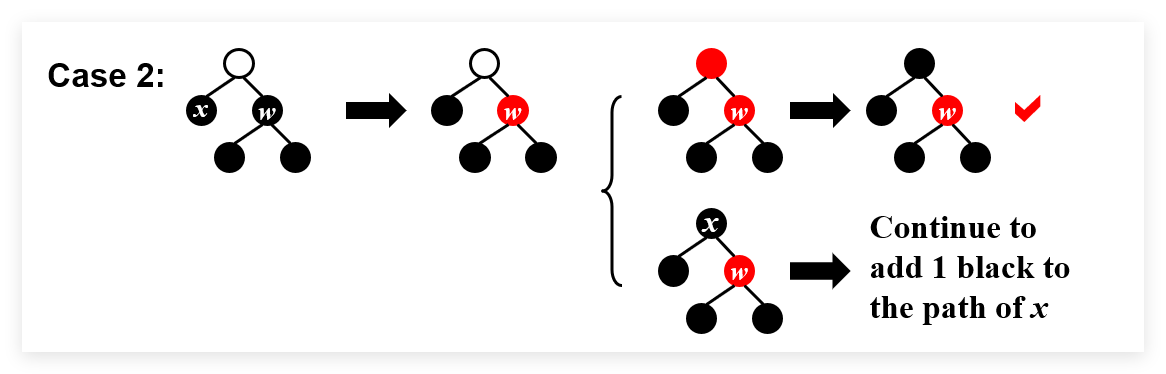 Case 2:
x
w
w
w
w
x
w
Continue to
add 1 black to
the path of x